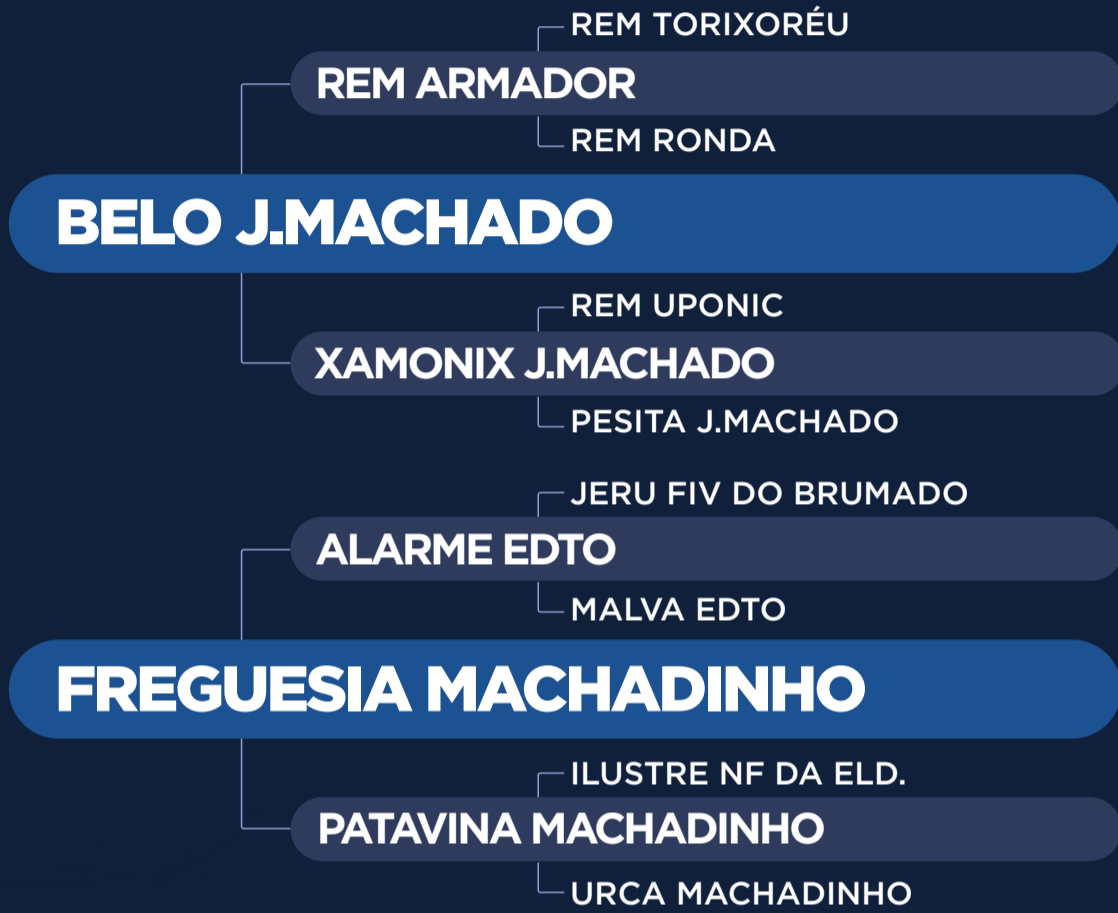 REM TORIXORÉU
REM ARMADOR
REM RONDA
BELO J.MACHADO
REM UPONIC
XAMONIX J.MACHADO
PESITA J.MACHADO
JERU FIV DO BRUMADO
ALARME EDTO
MALVA EDTO
FREGUESIA MACHADINHO
ILUSTRE NF DA ELD.
PATAVINA MACHADINHO
URCA MACHADINHO